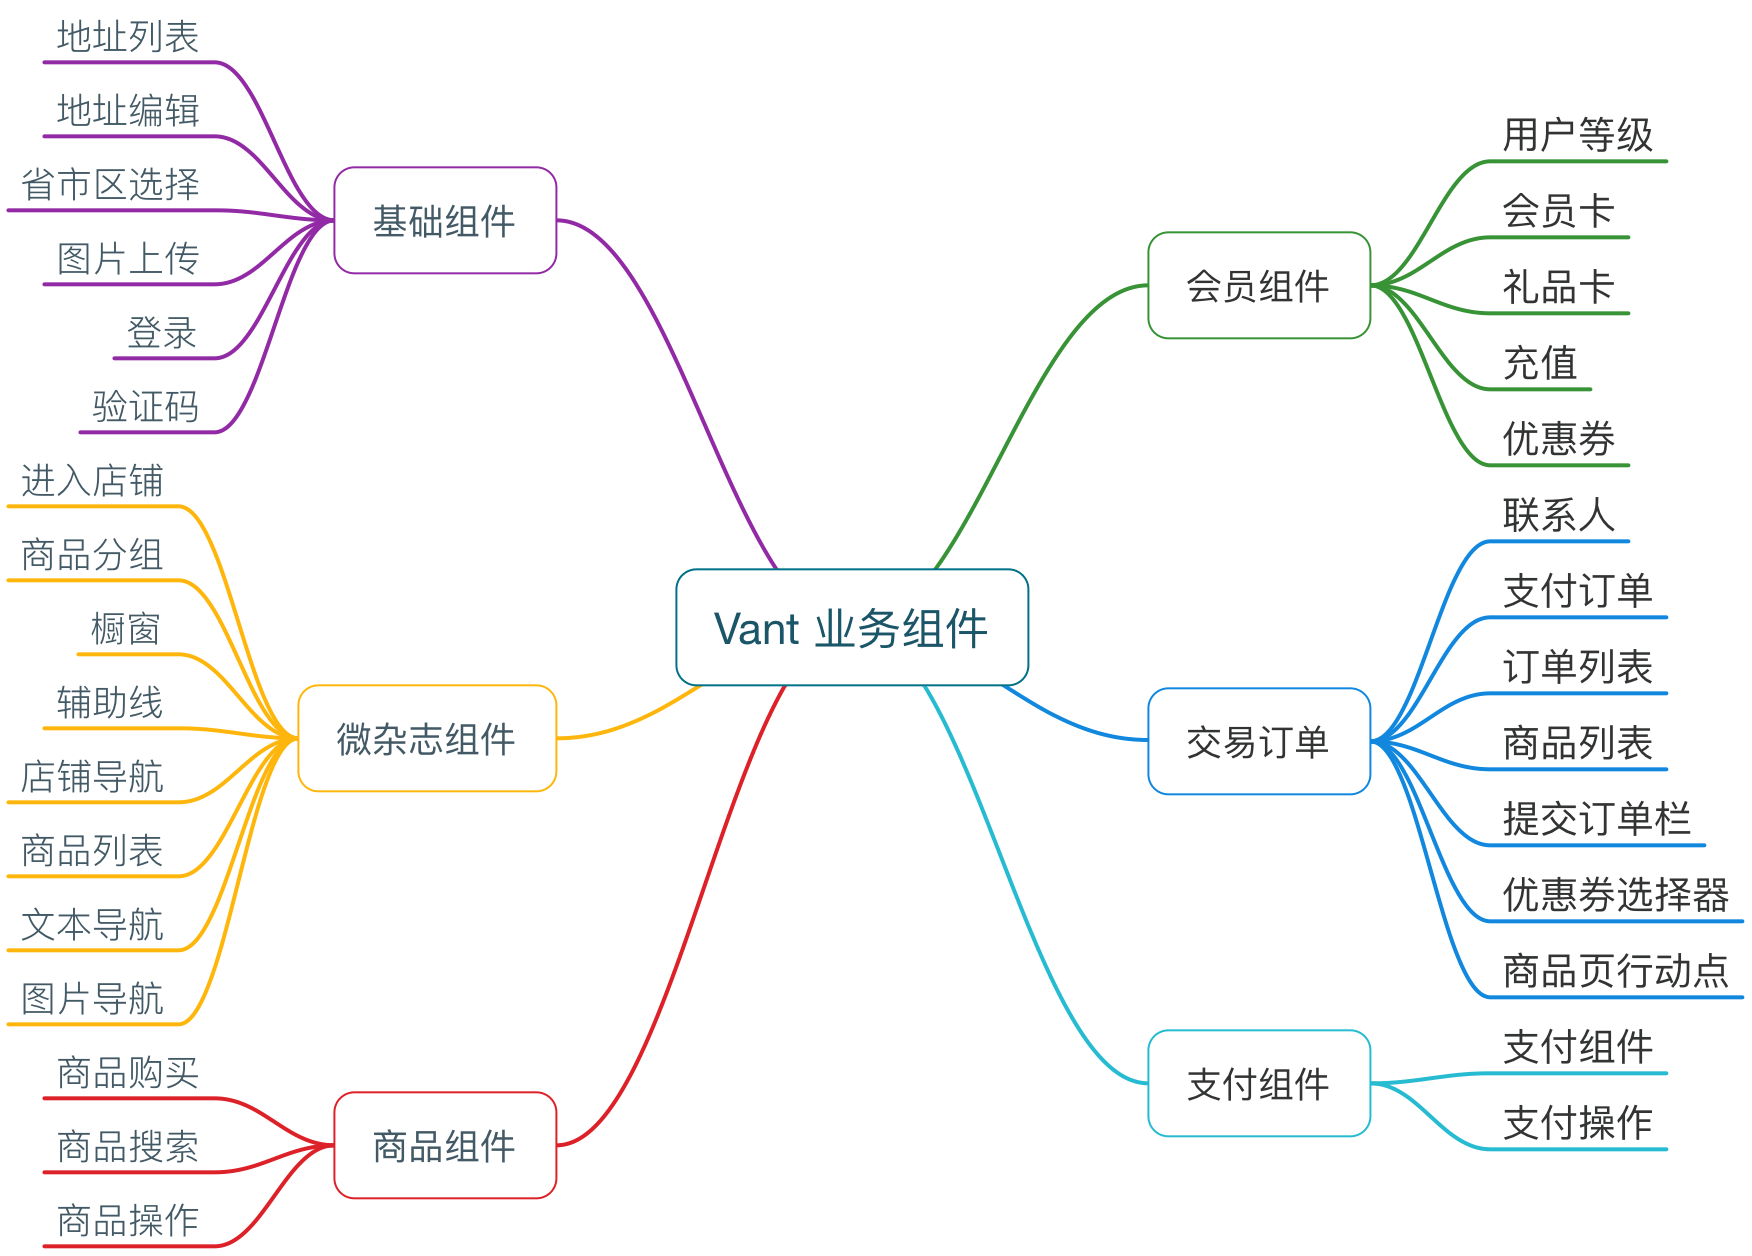 Vant 业务组件
基础组件
地址列表
地址编辑
省市区选择
图片上传
登录
验证码
微杂志组件
进入店铺
商品分组
橱窗
辅助线
店铺导航
商品列表
文本导航
图片导航
商品组件
商品购买
商品搜索
商品操作
会员组件
用户等级
会员卡
礼品卡
充值
优惠券
交易订单
联系人
支付订单
订单列表
商品列表
提交订单栏
优惠券选择器
商品页行动点
支付组件
支付组件
支付操作